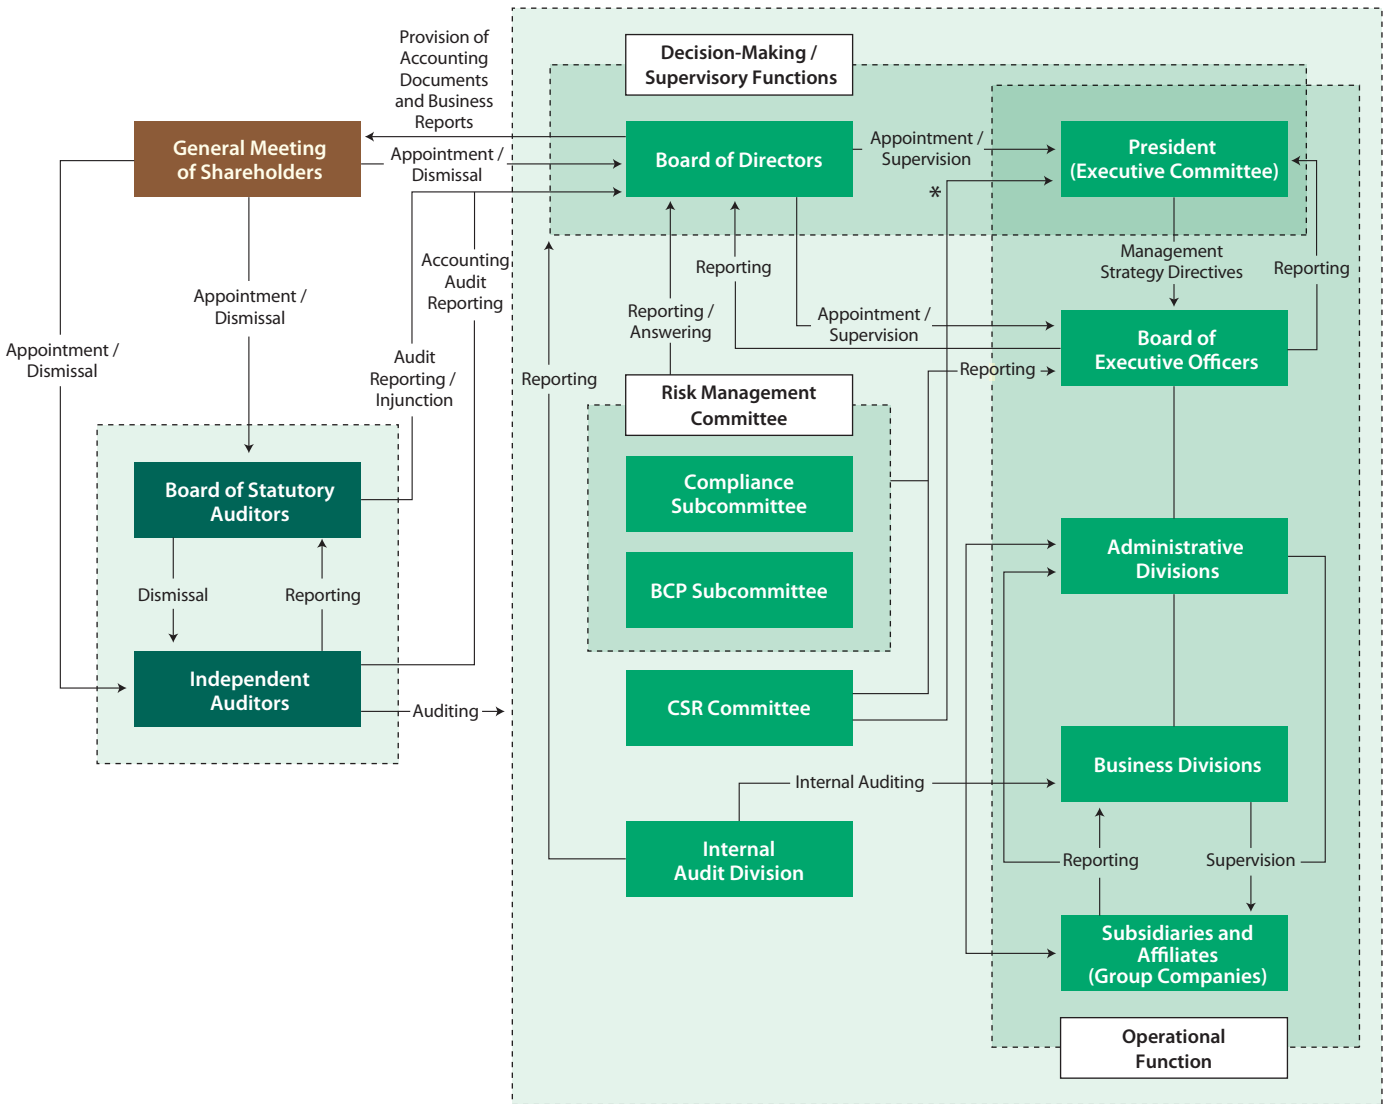 Provision of
Accounting
Documents
and Business
Reports
Decision-Making /
Supervisory Functions
General Meeting
of Shareholders
Appointment /
Dismissal
Board of Directors
Appointment /
Supervision
President
(Executive Committee)
*
Accounting
Audit
Reporting
Reporting
Management
Strategy Directives
Reporting
Appointment /
Dismissal
Reporting /
Answering
Appointment /
Supervision
Board of
Executive Officers
Appointment /
Dismissal
Audit
Reporting /
Injunction
Reporting
Reporting
Risk Management
Committee
Compliance
Subcommittee
Board of Statutory
Auditors
Administrative
Divisions
BCP Subcommittee
Dismissal
Reporting
Independent
Auditors
Auditing
CSR Committee
Business Divisions
Internal Auditing
Internal
Audit Division
Reporting
Supervision
Subsidiaries and
Affiliates
(Group Companies)
Operational
Function